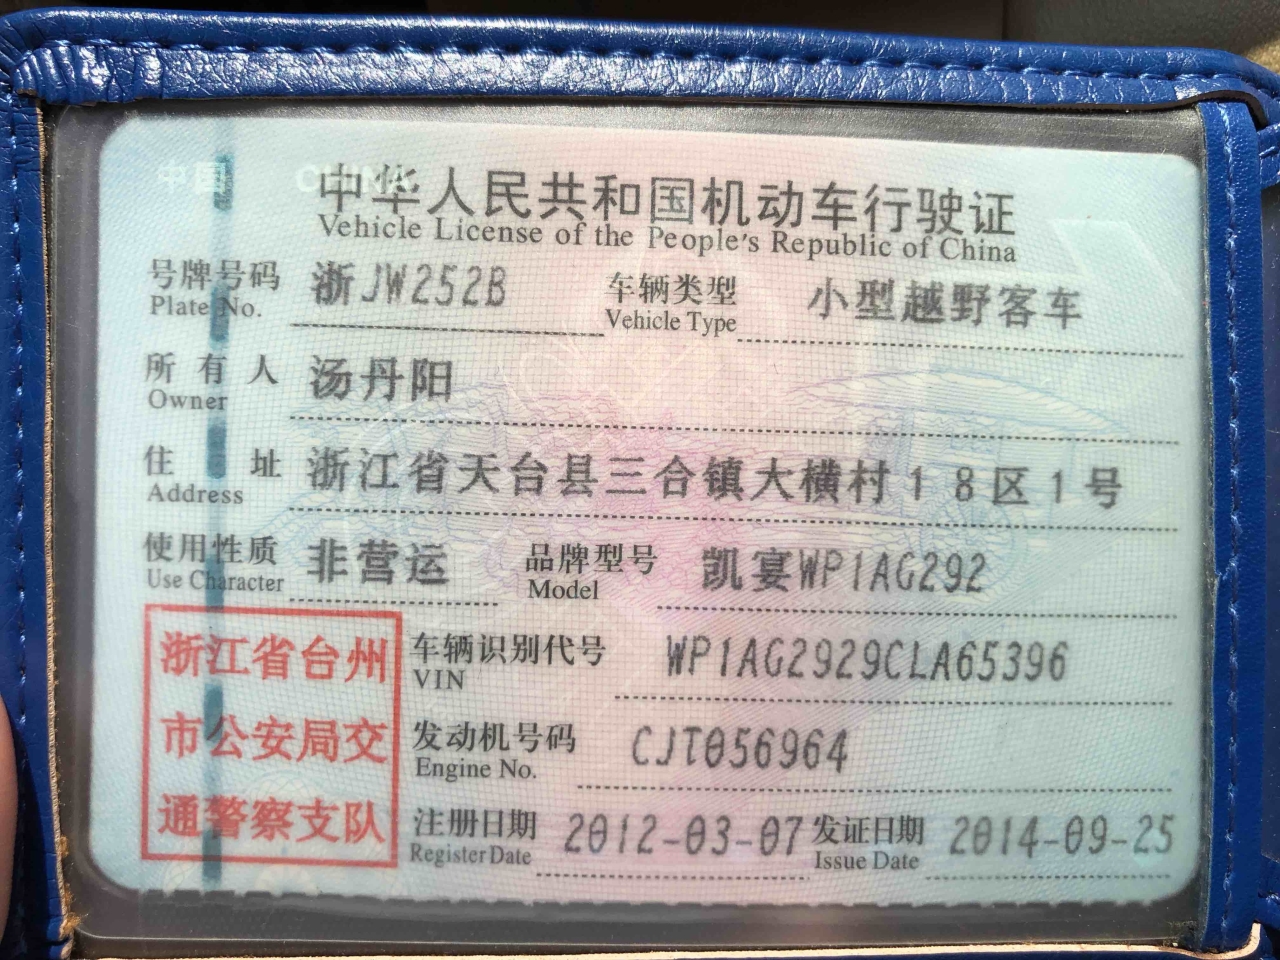 中国 CHINA
中华人民共和国机动车行驶证
Vehicle License of the People's Republic of China
号牌号码 浙JW252B 车辆类型 小型越野客车
Plate No. Vehicle Type
所有人 汤丹阳
Owner
住址 浙江省天台县三合镇大横村18区1号
Address
使用性质 非营运 品牌型号 凯宴WP1AG292
Use Character Model
浙江省台州
市公安局交
通警察支队
车辆识别代号 WP1AG2929CLA65396
VIN
发动机号码 CJT056964
Engine No.
注册日期 2012-03-07 发证日期 2014-09-25
Register Date Issue Date